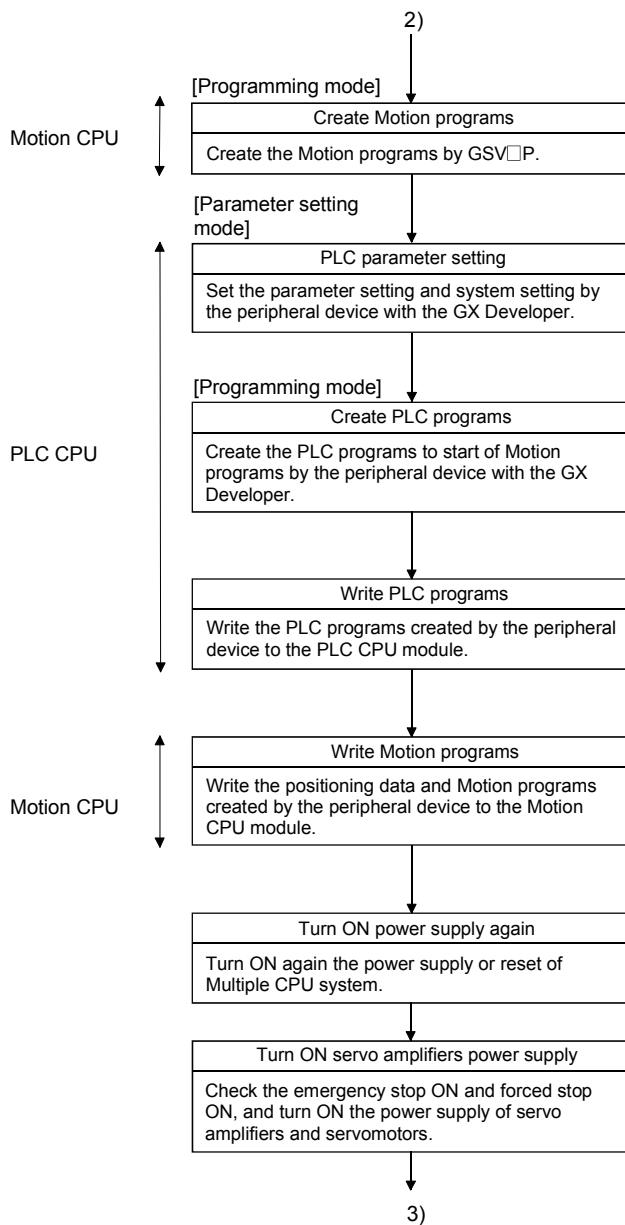 2)
[Programming mode]
Motion CPU
Create Motion programs
Create the Motion programs by GSV□P.
[Parameter setting
mode]
PLC parameter setting
Set the parameter setting and system setting by
the peripheral device with the GX Developer.
[Programming mode]
Create PLC programs
PLC CPU
Create the PLC programs to start of Motion
programs by the peripheral device with the GX
Developer.
Write PLC programs
Write the PLC programs created by the peripheral
device to the PLC CPU module.
Write Motion programs
Motion CPU
Write the positioning data and Motion programs
created by the peripheral device to the Motion
CPU module.
Turn ON power supply again
Turn ON again the power supply or reset of
Multiple CPU system.
Turn ON servo amplifiers power supply
Check the emergency stop ON and forced stop
ON, and turn ON the power supply of servo
amplifiers and servomotors.
3)